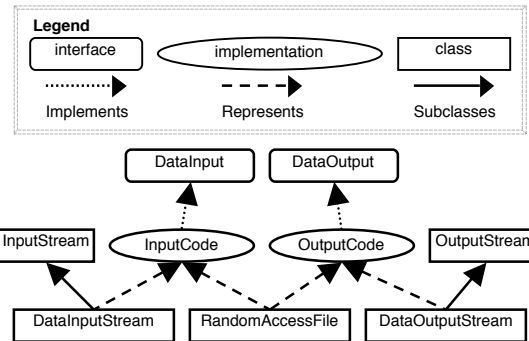 Legend
interface
implementation
class
Implements
Represents
Subclasses
DataInput
DataOutput
InputStream
InputCode
OutputCode
OutputStream
DataInputStream
RandomAccessFile
DataOutputStream